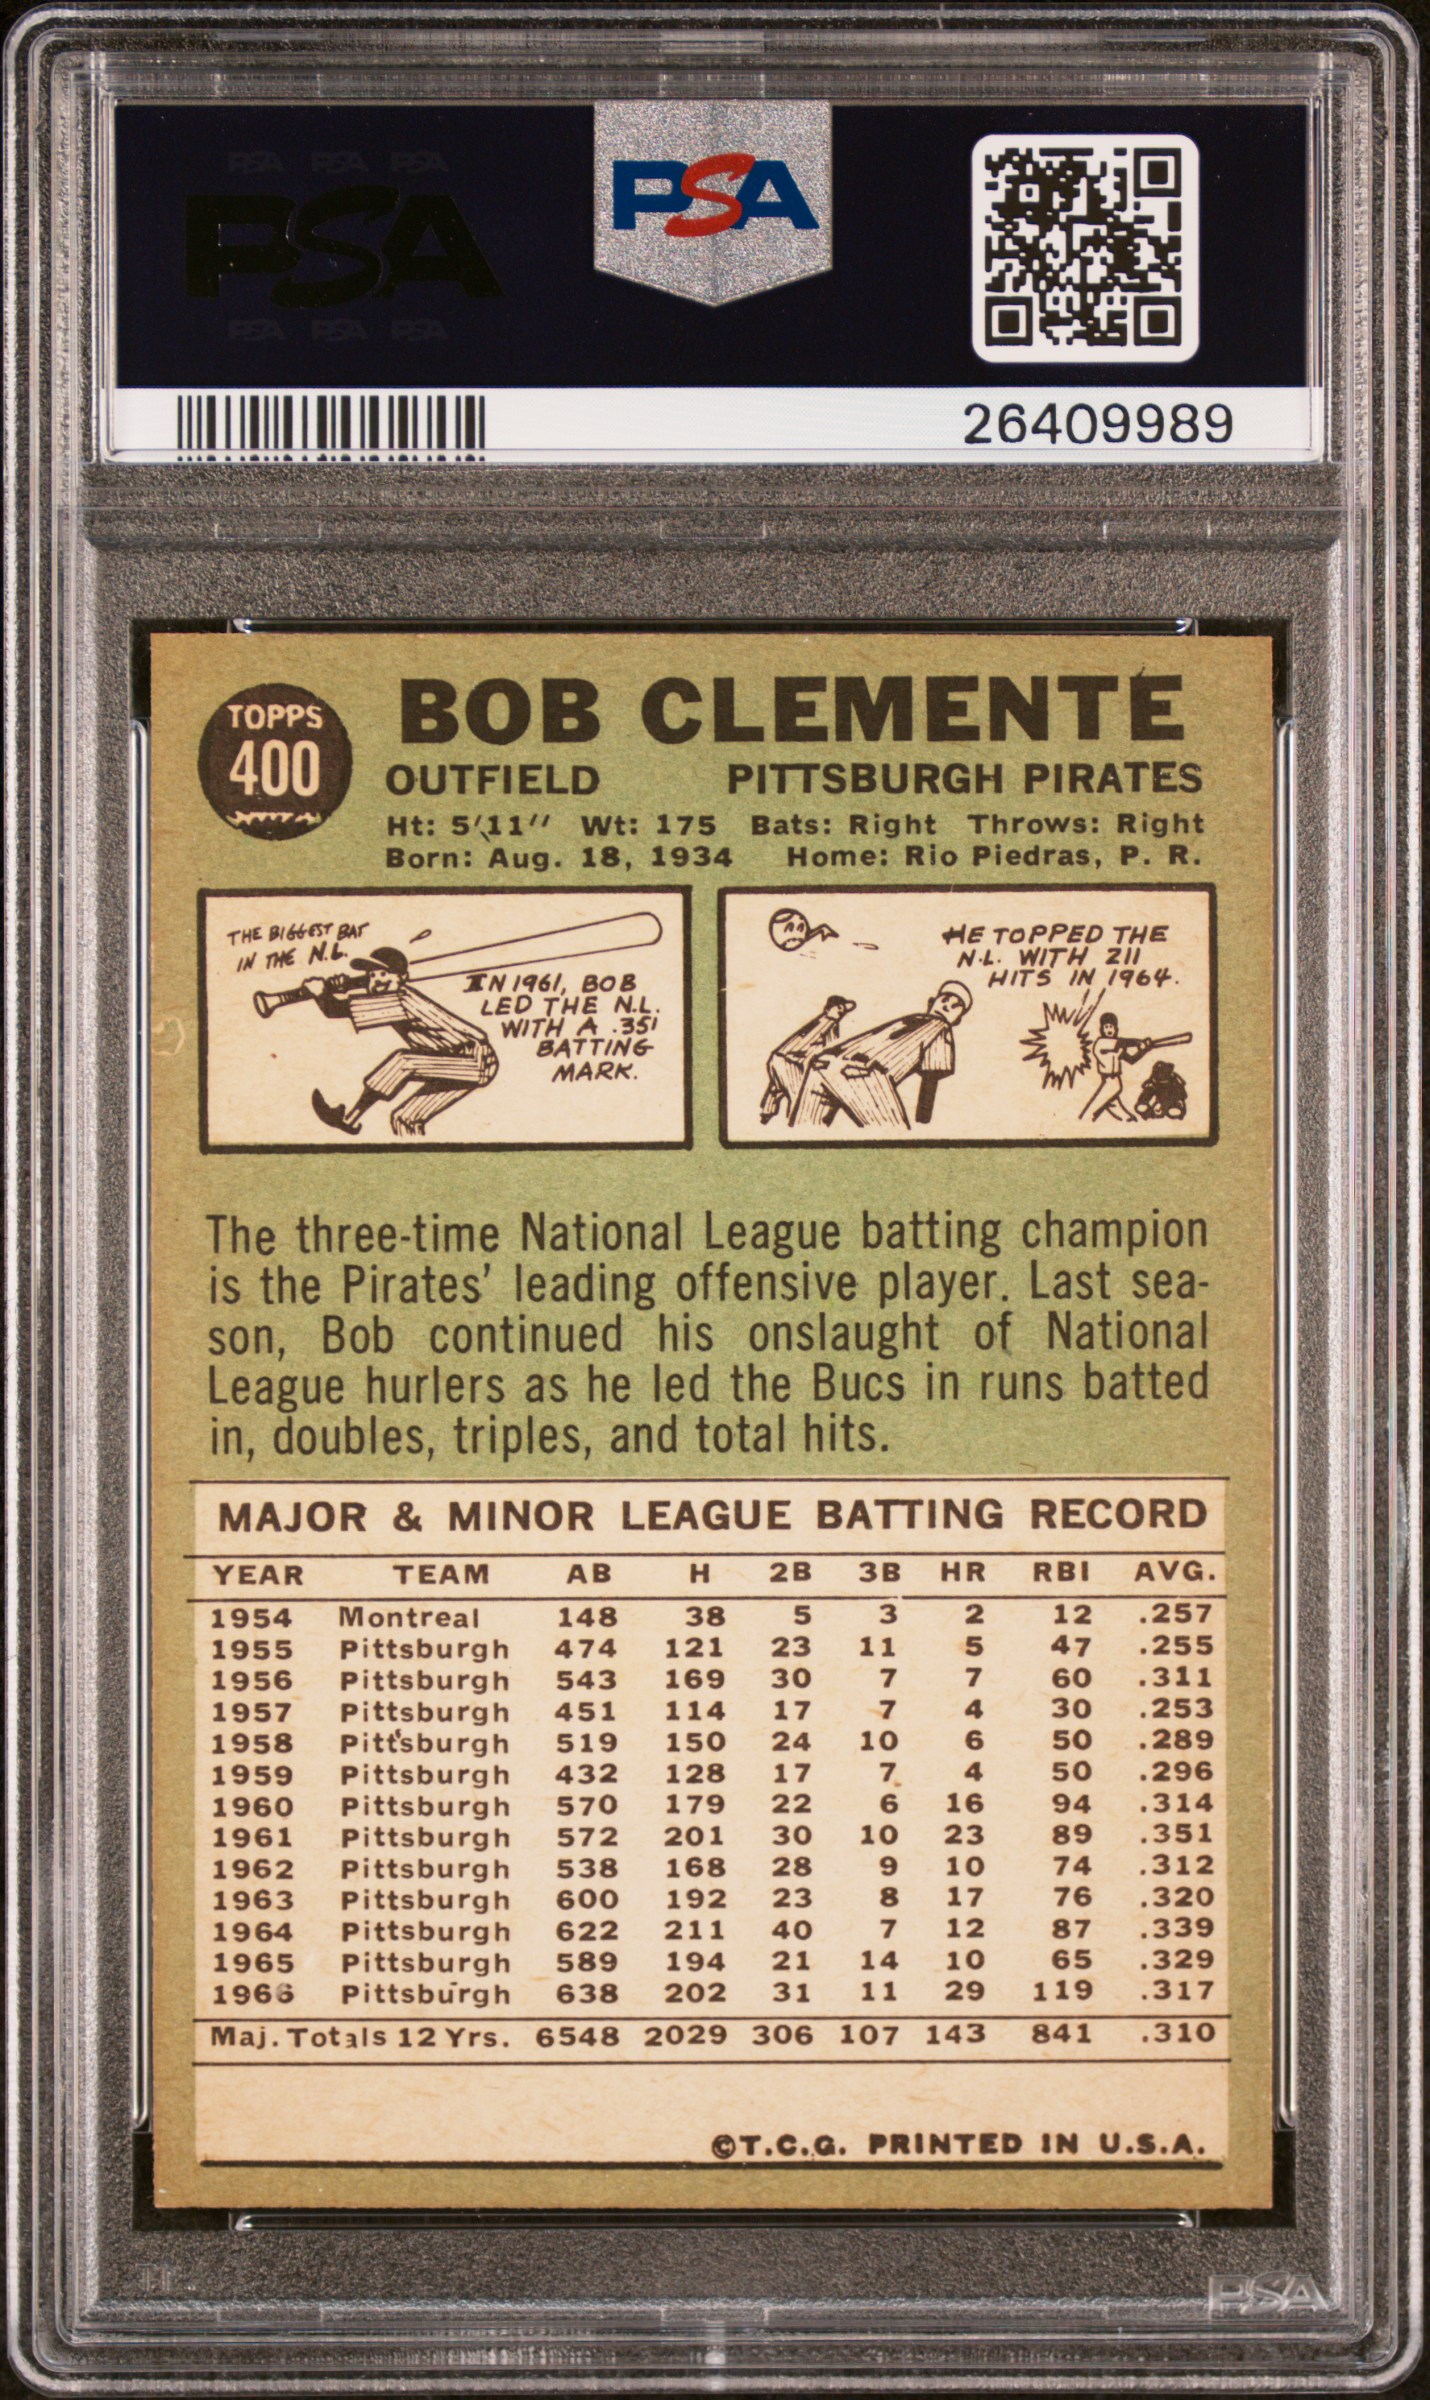 PSA PSA PSA
PSA
PSA PSA PSA
PSA
26409989
TOPPS
400
BOB CLEMENTE
OUTFIELD PITTSBURGH PIRATES
Ht: 5'11" Wt: 175 Bats: Right Throws: Right
Born: Aug. 18, 1934 Home: Rio Piedras, P. R.
THE BIGGEST BAT
IN THE N.L.
IN 1961, BOB
LED THE N.L.
WITH A .351
BATTING
MARK.
HE TOPPED THE
N.L. WITH 211
HITS IN 1964.
The three-time National League batting champion
is the Pirates' leading offensive player. Last sea-
son, Bob continued his onslaught of National
League hurlers as he led the Bucs in runs batted
in, doubles, triples, and total hits.
MAJOR & MINOR LEAGUE BATTING RECORD
YEAR TEAM AB H 2B 3B HR RBI AVG.
1954 Montreal 148 38 5 3 2 12 .257
1955 Pittsburgh 474 121 23 11 5 47 .255
1956 Pittsburgh 543 169 30 7 7 60 .311
1957 Pittsburgh 451 114 17 7 4 30 .253
1958 Pittsburgh 519 150 24 10 6 50 .289
1959 Pittsburgh 432 128 17 7 4 50 .296
1960 Pittsburgh 570 179 22 6 16 94 .314
1961 Pittsburgh 572 201 30 10 23 89 .351
1962 Pittsburgh 538 168 28 9 10 74 .312
1963 Pittsburgh 600 192 23 8 17 76 .320
1964 Pittsburgh 622 211 40 7 12 87 .339
1965 Pittsburgh 589 194 21 14 10 65 .329
1966 Pittsburgh 638 202 31 11 29 119 .317
Maj. Totals 12 Yrs. 6548 2029 306 107 143 841 .310
©T.C.G. PRINTED IN U.S.A.
PSA